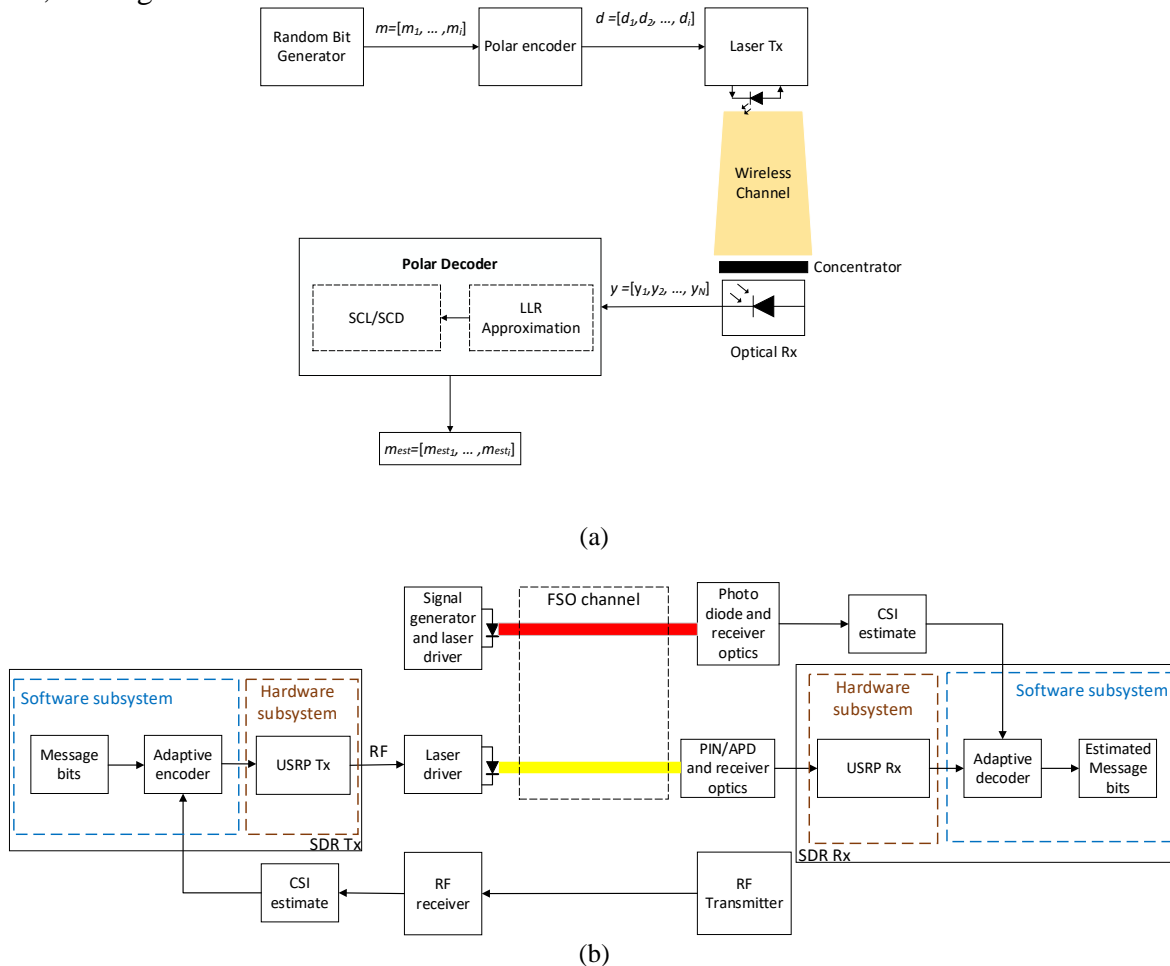 Random Bit
Generator
m=[m1, … ,mi]
Polar encoder
d =[d1,d2, …, di]
Laser Tx
Wireless
Channel
Concentrator
Optical Rx
y =[y1,y2, …, yN]
Polar Decoder
LLR
Approximation
SCL/SCD
mest=[mest1, … ,mesti]
(a)
Signal
generator
and laser
driver
FSO channel
Photo
diode and
receiver
optics
CSI
estimate
Software subsystem
Hardware
subsystem
Message
bits
Adaptive
encoder
USRP Tx
SDR Tx
RF
Laser
driver
PIN/APD
and receiver
optics
Hardware
subsystem
Software subsystem
USRP Rx
Adaptive
decoder
Estimated
Message
bits
SDR Rx
CSI
estimate
RF
receiver
RF
Transmitter
(b)